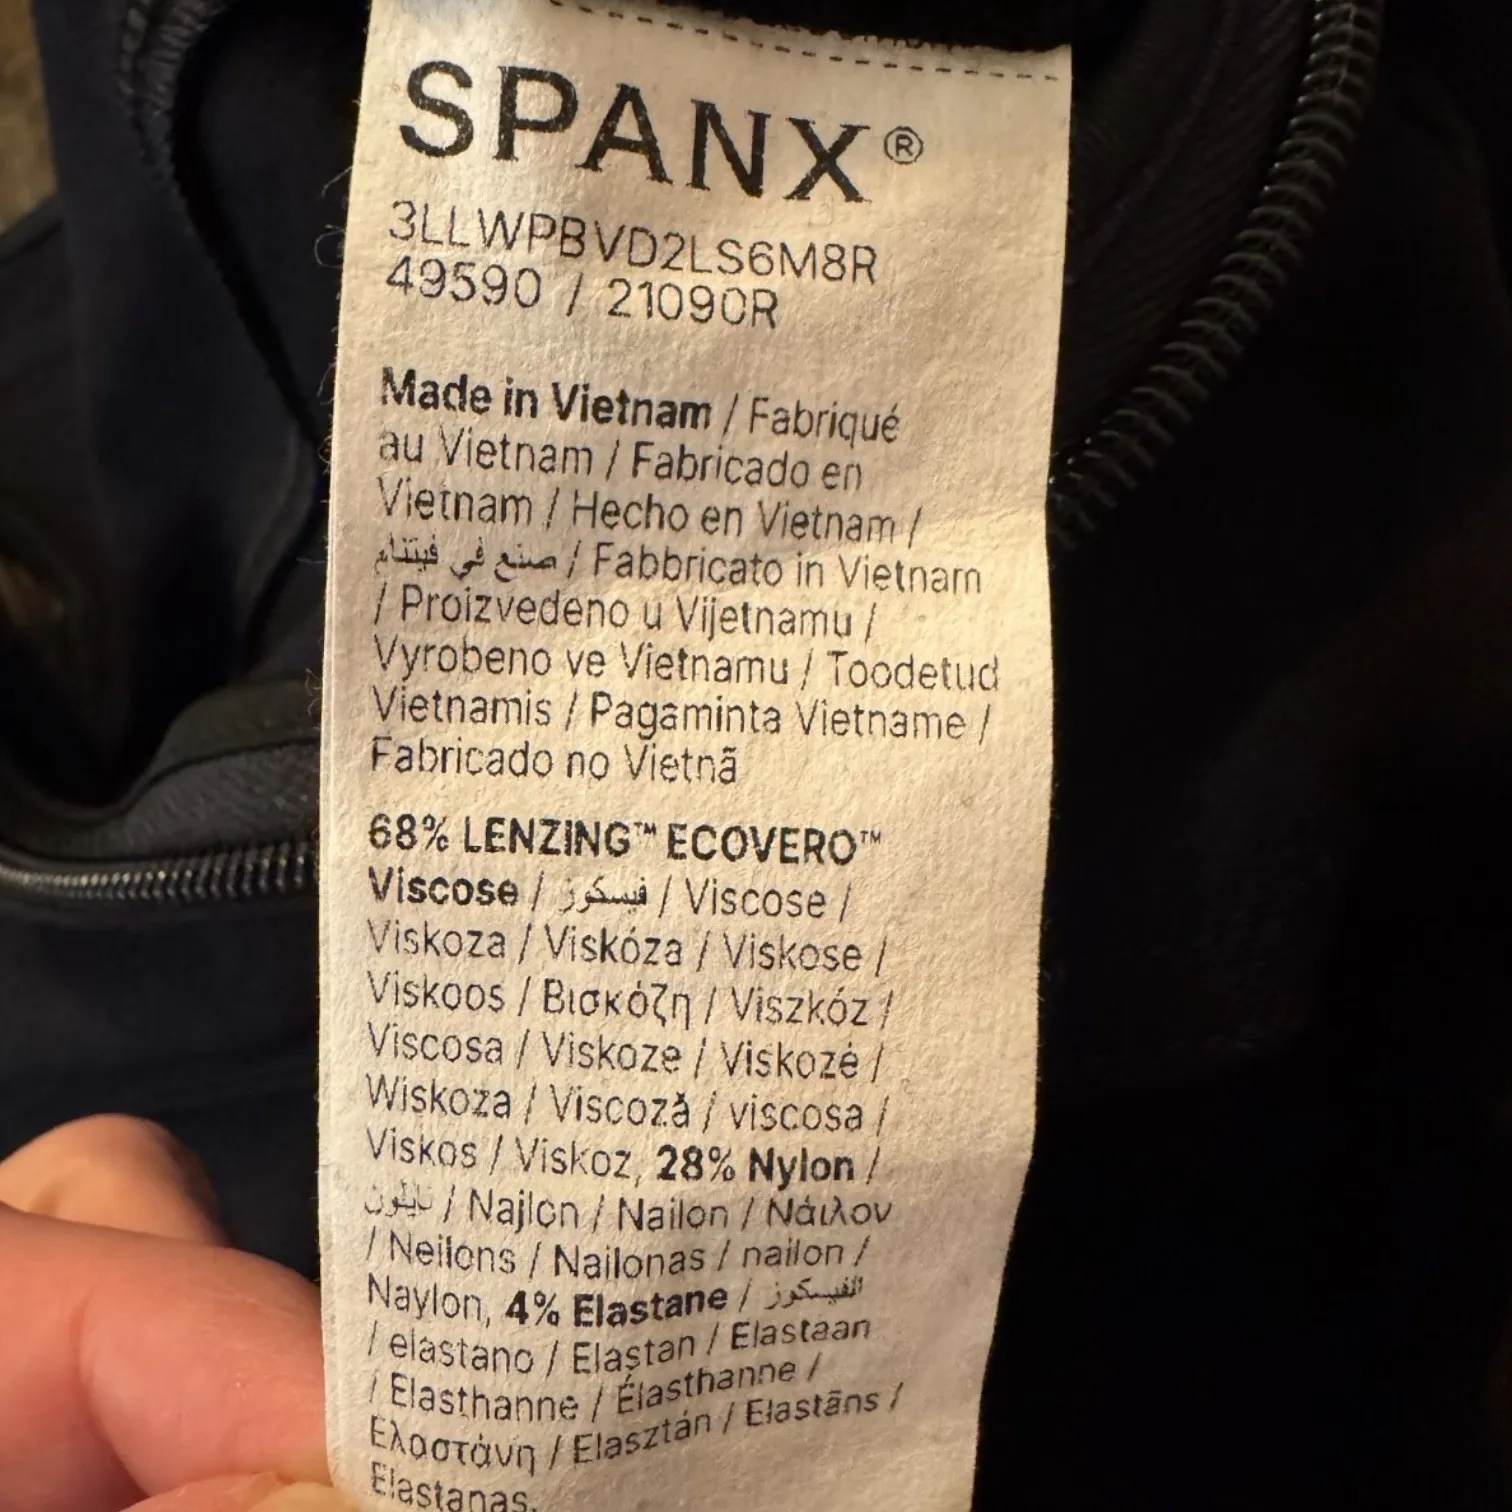 SPANX®
3LLWPBVD2LS6M8R
49590 / 21090R
Made in Vietnam / Fabriqué
au Vietnam / Fabricado en
Vietnam / Hecho en Vietnam /
صنع في فيتنام / Fabbricato in Vietnam
/ Proizvedeno u Vijetnamu /
Vyrobeno ve Vietnamu / Toodetud
Vietnamis / Pagaminta Vietname /
Fabricado no Vietnã
68% LENZING™ ECOVERO™
Viscose / فيسكوز / Viscose /
Viskoza / Viskóza / Viskose /
Viskoos / Βισκόζη / Viszkóz /
Viscosa / Viskoze / Viskozė /
Wiskoza / Viscoză / viscosa /
Viskos / Viskoz, 28% Nylon /
نايلون / Najlon / Nailon / Νάιλον
/ Neilons / Nailonas / nailon /
Naylon, 4% Elastane / الفيسكوز
/ elastano / Elaştan / Elastaan
/ Elasthanne / Élasthanne /
Ελαστάνη / Elasztán / Elastāns /
Elastanas.